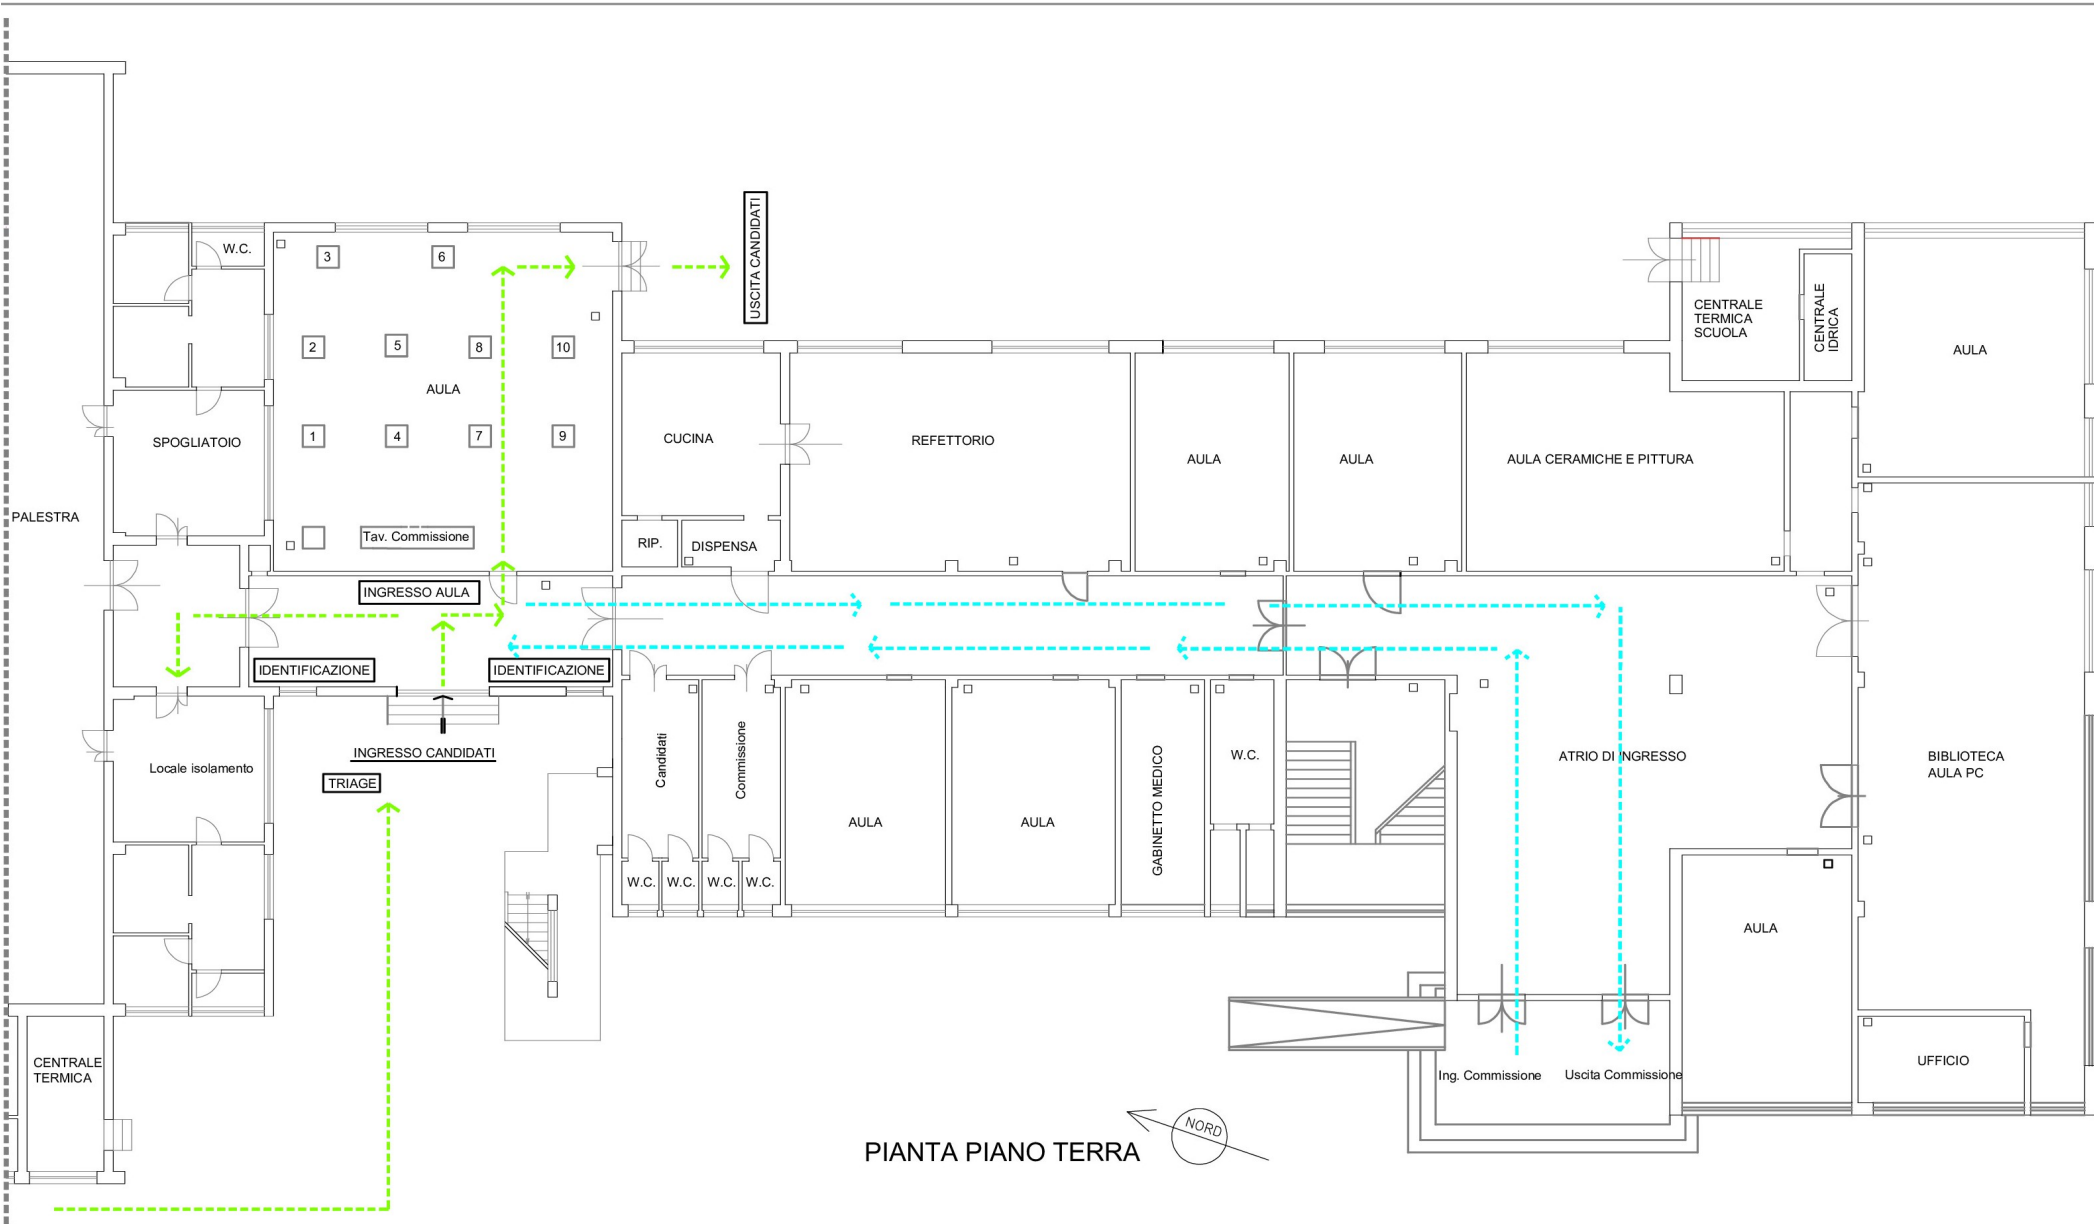 USCITA CANDIDATI
W.C.
3
6
2
5
8
10
AULA
1
4
7
9
SPOGLIATOIO
PALESTRA
Tav. Commissione
INGRESSO AULA
IDENTIFICAZIONE
IDENTIFICAZIONE
CUCINA
RIP.
DISPENSA
REFETTORIO
AULA
AULA
AULA CERAMICHE E PITTURA
CENTRALE
TERMICA
SCUOLA
CENTRALE
IDRICA
AULA
INGRESSO CANDIDATI
TRIAGE
Locale isolamento
Candidati
Commissione
W.C.
W.C.
W.C.
W.C.
AULA
AULA
GABINETTO MEDICO
W.C.
ATRIO DI INGRESSO
BIBLIOTECA
AULA PC
AULA
UFFICIO
CENTRALE
TERMICA
Ing. Commissione
Uscita Commissione
NORD
PIANTA PIANO TERRA